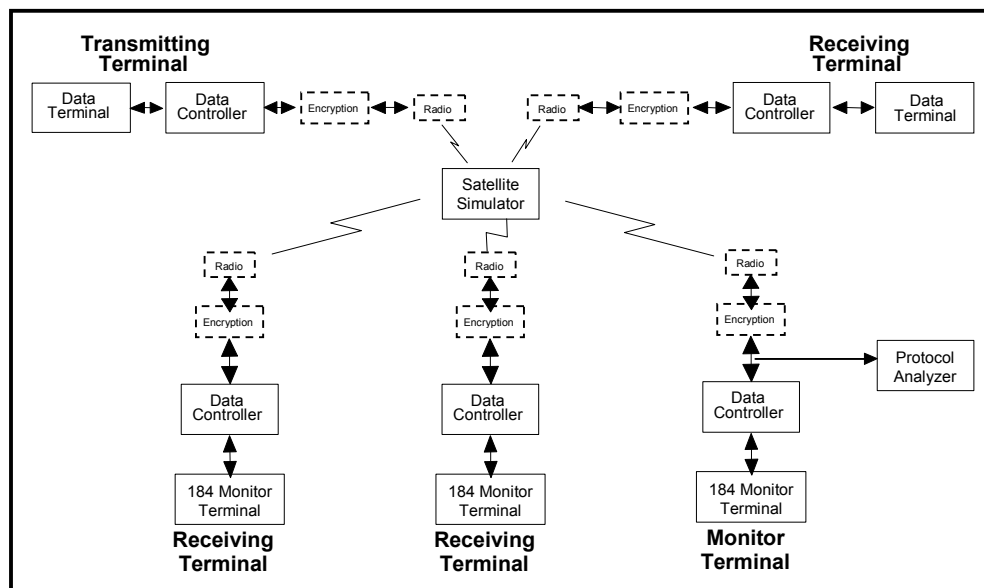 Transmitting
Terminal
Receiving
Terminal
Data
Terminal
Data
Controller
Encryption
Radio
Radio
Encryption
Data
Controller
Data
Terminal
Satellite
Simulator
Radio
Encryption
Data
Controller
184 Monitor
Terminal
Receiving
Terminal
Radio
Encryption
Data
Controller
184 Monitor
Terminal
Receiving
Terminal
Radio
Encryption
Protocol
Analyzer
Data
Controller
184 Monitor
Terminal
Monitor
Terminal